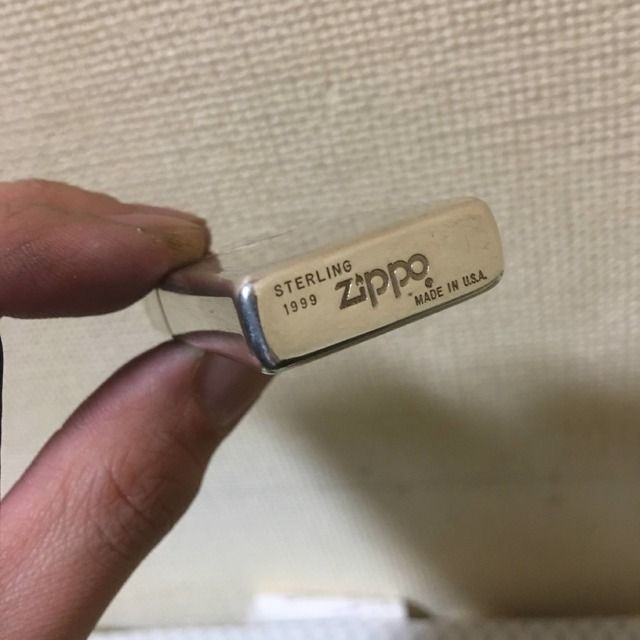 STERLING
1999
zippo®
MADE IN U.S.A.